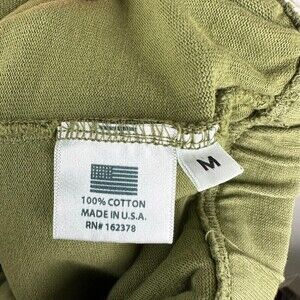 100% COTTON
MADE IN U.S.A.
RN# 162378
M